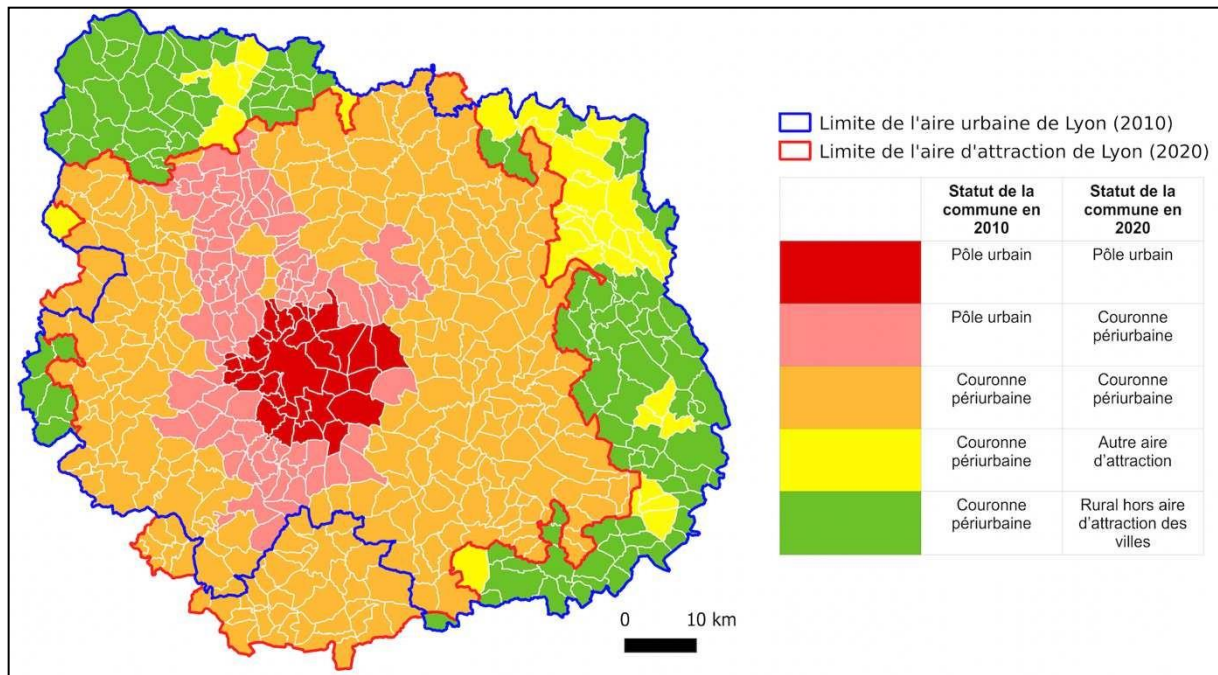 Limite de l'aire urbaine de Lyon (2010)
Limite de l'aire d'attraction de Lyon (2020)
Statut de la commune en 2010
Statut de la commune en 2020
Pôle urbain
Pôle urbain
Pôle urbain
Couronne périurbaine
Couronne périurbaine
Couronne périurbaine
Couronne périurbaine
Autre aire d'attraction
Couronne périurbaine
Rural hors aire d'attraction des villes
0 10 km